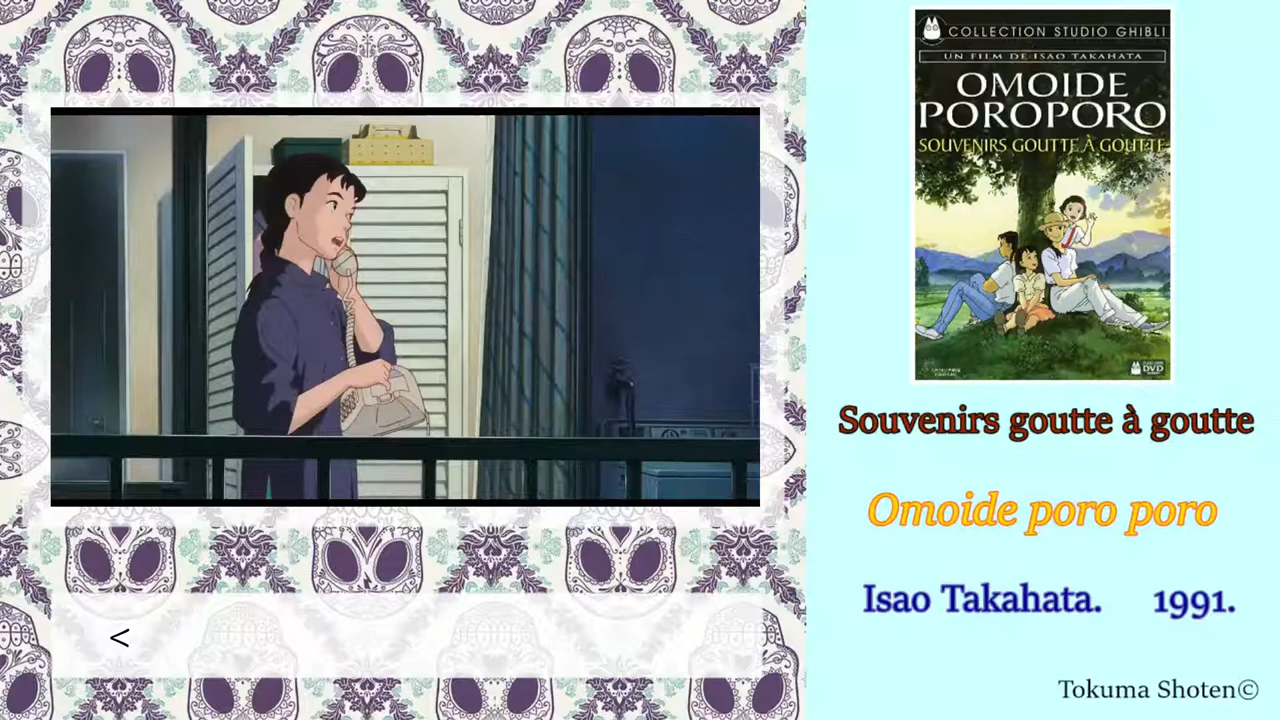 <
COLLECTION STUDIO GHIBLI
UN FILM DE ISAO TAKAHATA
OMOIDE
POROPORO
SOUVENIRS GOUTTE À GOUTTE
DVD
Souvenirs goutte à goutte
Omoide poro poro
Isao Takahata. 1991.
Tokuma Shoten©